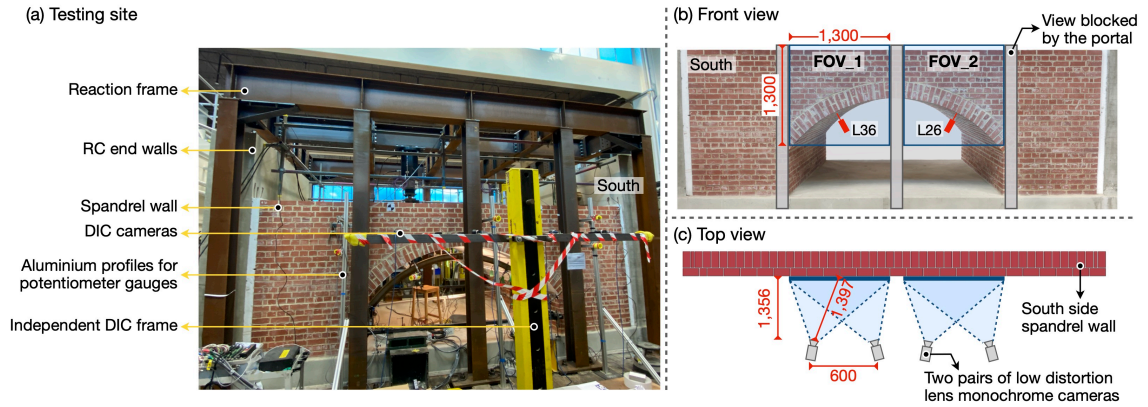 (a) Testing site
Reaction frame
RC end walls
Spandrel wall
DIC cameras
Aluminium profiles for
potentiometer gauges
Independent DIC frame
South
(b) Front view
View blocked
by the portal
1,300
South
FOV_1
FOV_2
1,300
L36
L26
(c) Top view
1,356
1,397
600
South side
spandrel wall
Two pairs of low distortion
lens monochrome cameras